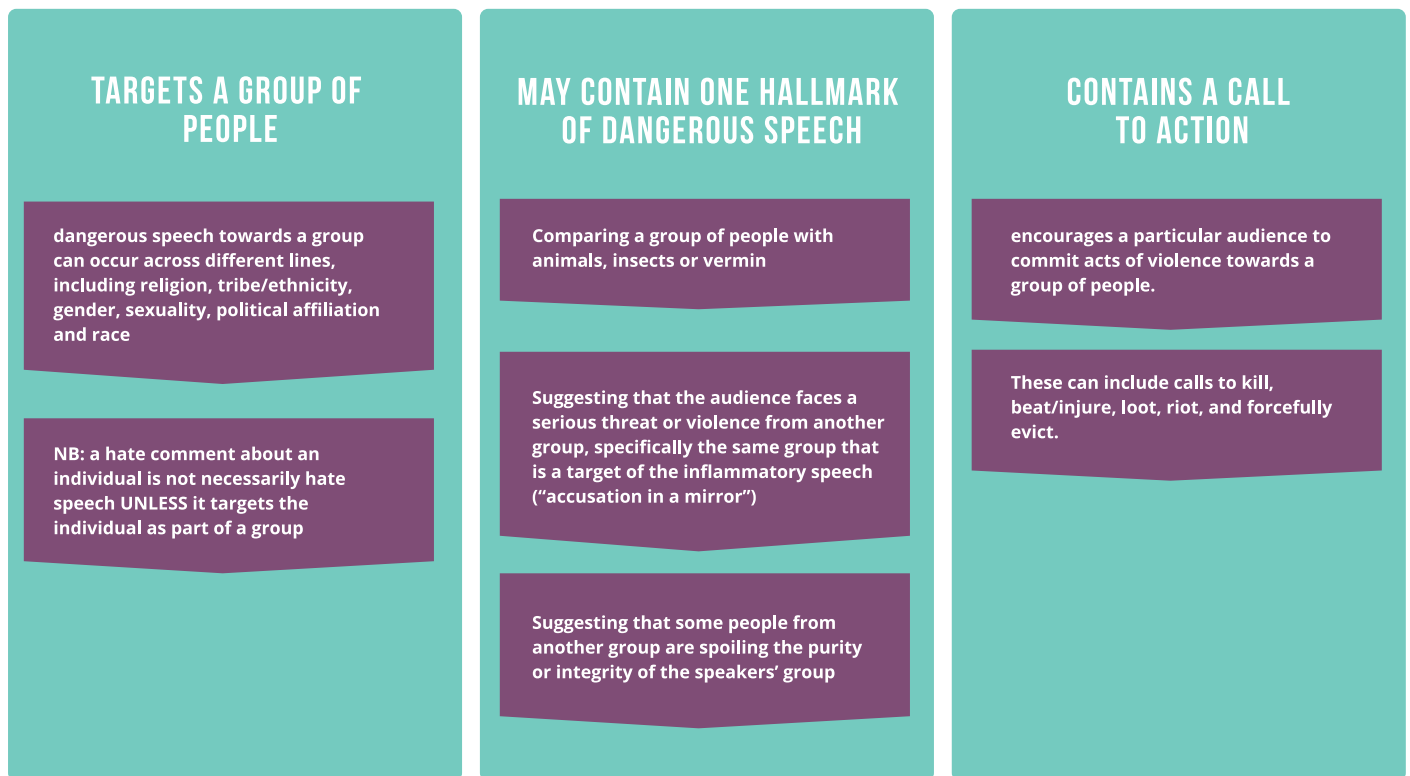 TARGETS A GROUP OF
PEOPLE
dangerous speech towards a group
can occur across different lines,
including religion, tribe/ethnicity,
gender, sexuality, political affiliation
and race
NB: a hate comment about an
individual is not necessarily hate
speech UNLESS it targets the
individual as part of a group
MAY CONTAIN ONE HALLMARK
OF DANGEROUS SPEECH
Comparing a group of people with
animals, insects or vermin
Suggesting that the audience faces a
serious threat or violence from another
group, specifically the same group that
is a target of the inflammatory speech
(“accusation in a mirror”)
Suggesting that some people from
another group are spoiling the purity
or integrity of the speakers‘ group
CONTAINS A CALL
TO ACTION
encourages a particular audience to
commit acts of violence towards a
group of people.
These can include calls to kill,
beat/injure, loot, riot, and forcefully
evict.